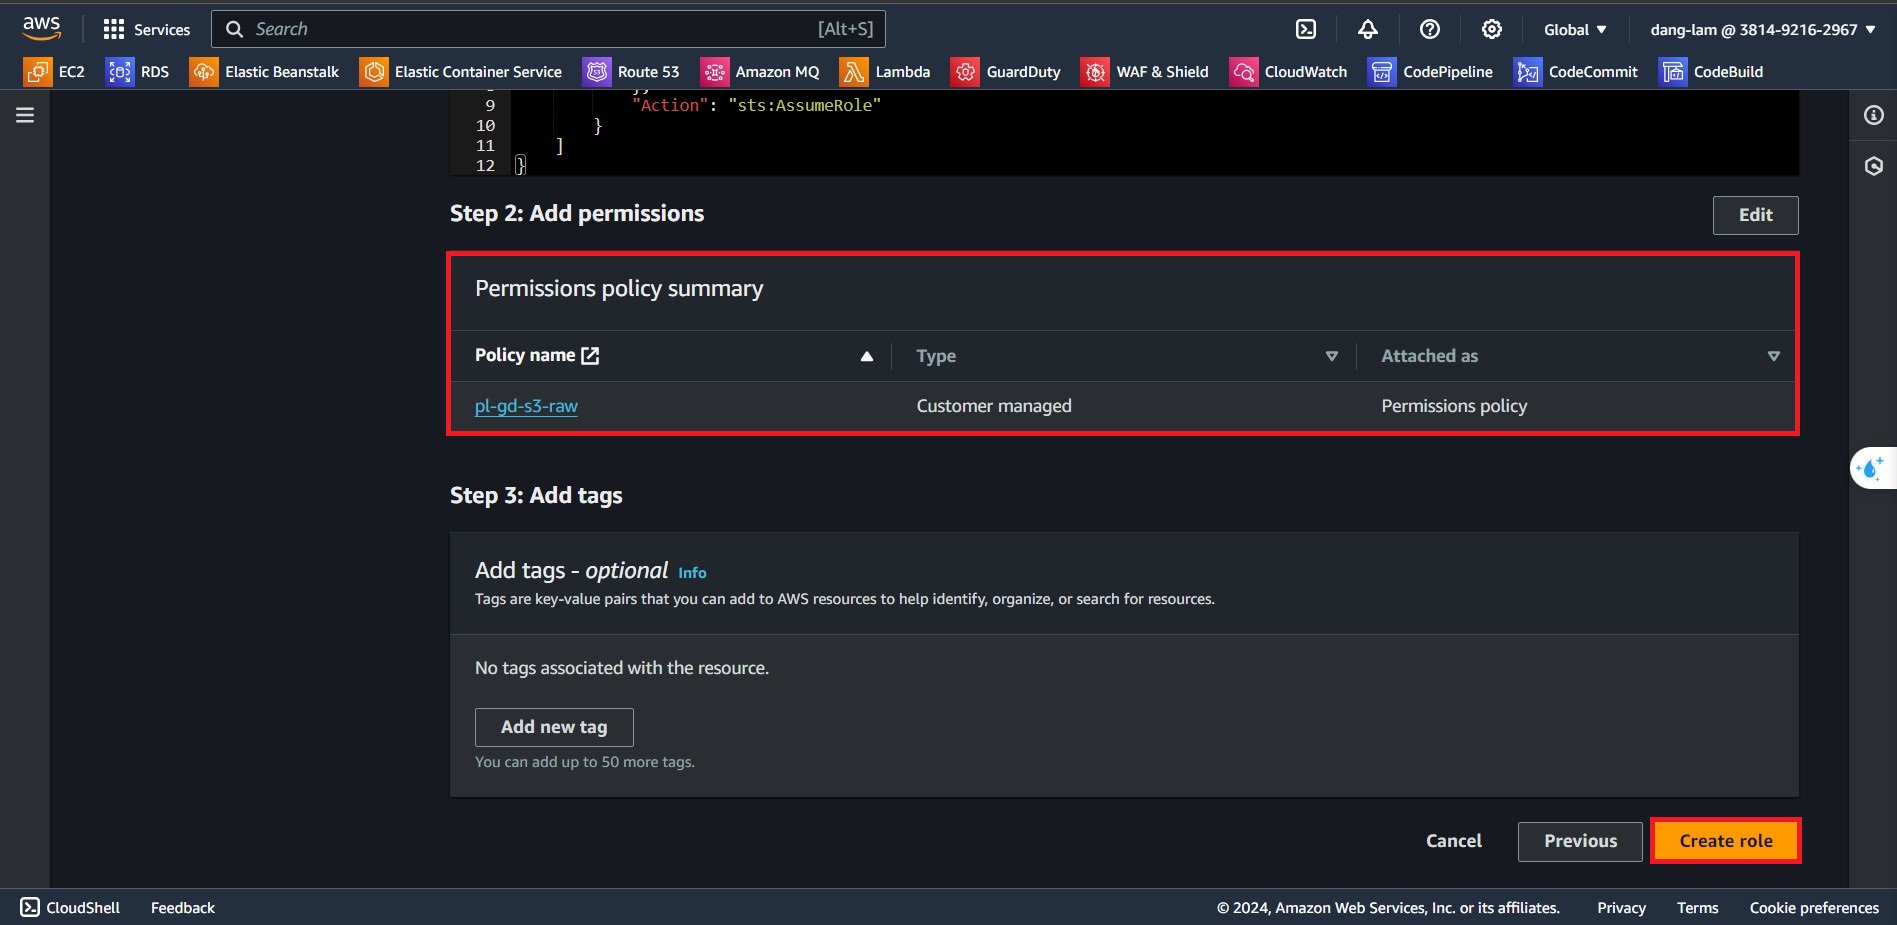 aws Services Search [Alt+S] Global ▼ dang-lam @ 3814-9216-2967 ▼
EC2 RDS Elastic Beanstalk Elastic Container Service Route 53 Amazon MQ Lambda GuardDuty WAF & Shield CloudWatch CodePipeline CodeCommit CodeBuild
9 "Action": "sts:AssumeRole"
10 }
11 ]
12 }
Step 2: Add permissions
Edit
Permissions policy summary
Policy name Type Attached as
pl-gd-s3-raw Customer managed Permissions policy
Step 3: Add tags
Add tags - optional Info
Tags are key-value pairs that you can add to AWS resources to help identify, organize, or search for resources.
No tags associated with the resource.
Add new tag
You can add up to 50 more tags.
Cancel Previous Create role
CloudShell Feedback © 2024, Amazon Web Services, Inc. or its affiliates. Privacy Terms Cookie preferences